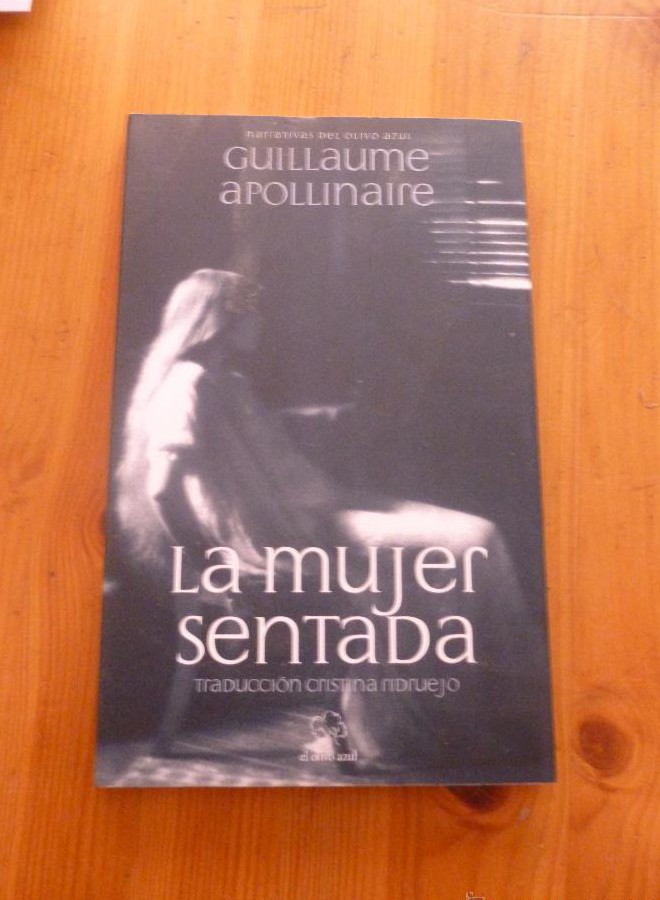 narrativas del olivo azul
Guillaume
Apollinaire
La mujer
sentada
Traducción Cristina Ridruejo
el olivo azul